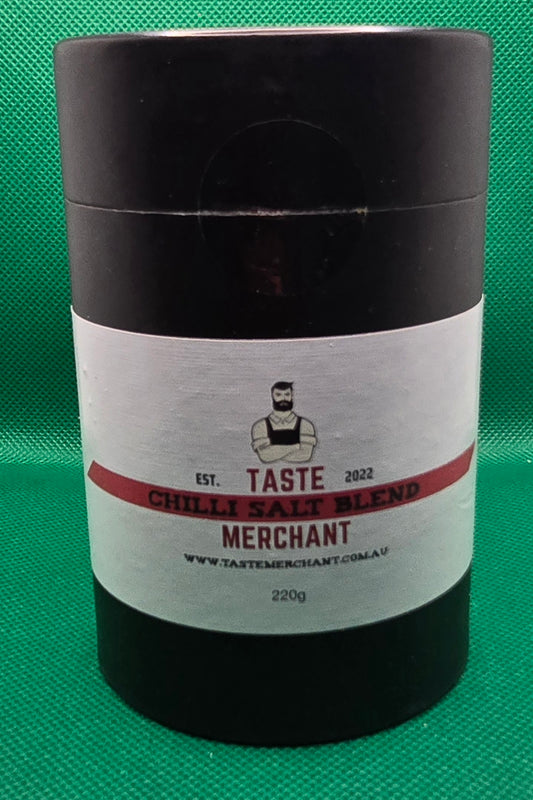 EST. TASTE 2022
CHILLI SALT BLEND
MERCHANT
WWW.TASTEMERCHANT.COM.AU
220g